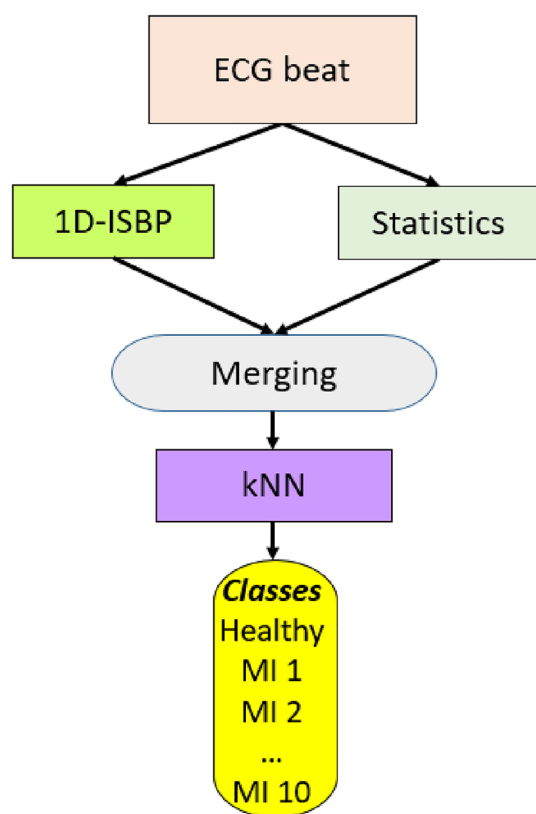 ECG beat
1D-ISBP
Statistics
Merging
kNN
Classes
Healthy
MI 1
MI 2
...
MI 10